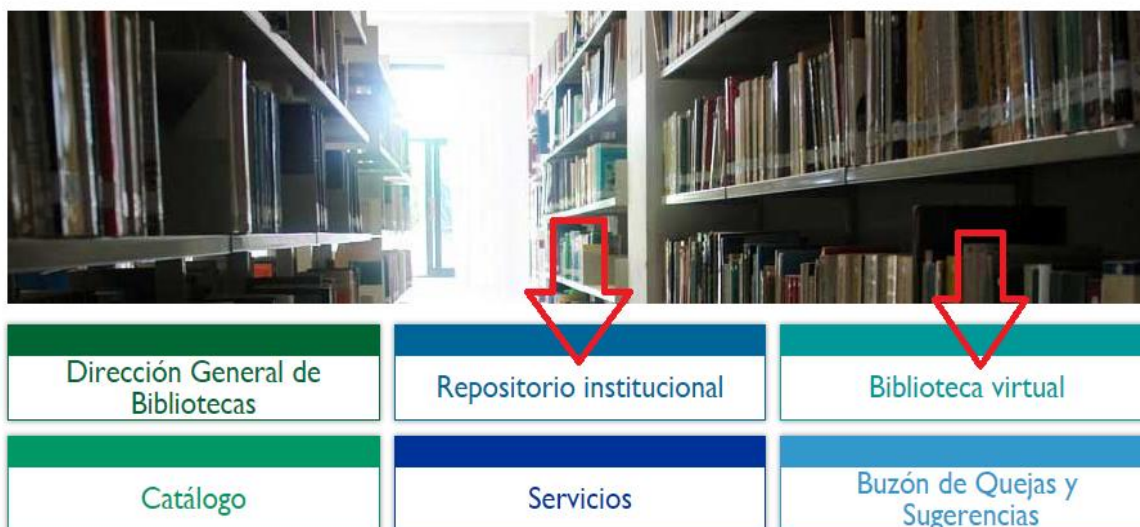 Dirección General de
Bibliotecas
Repositorio institucional
Biblioteca virtual
Catálogo
Servicios
Buzón de Quejas y
Sugerencias